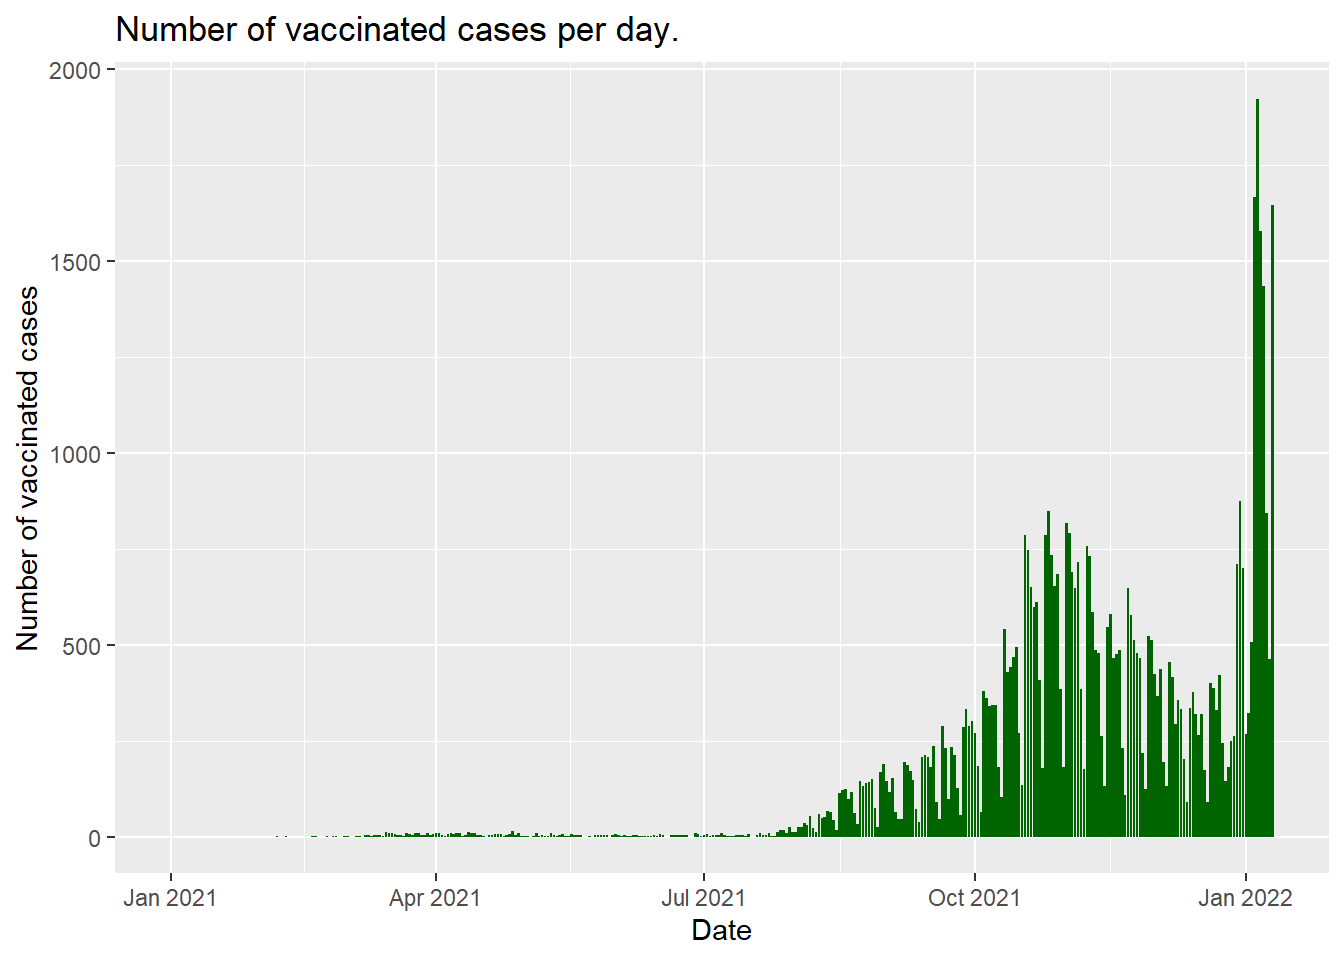 Number of vaccinated cases per day.
2000
1500
1000
500
0
Number of vaccinated cases
Jan 2021 Apr 2021 Jul 2021 Oct 2021 Jan 2022
Date